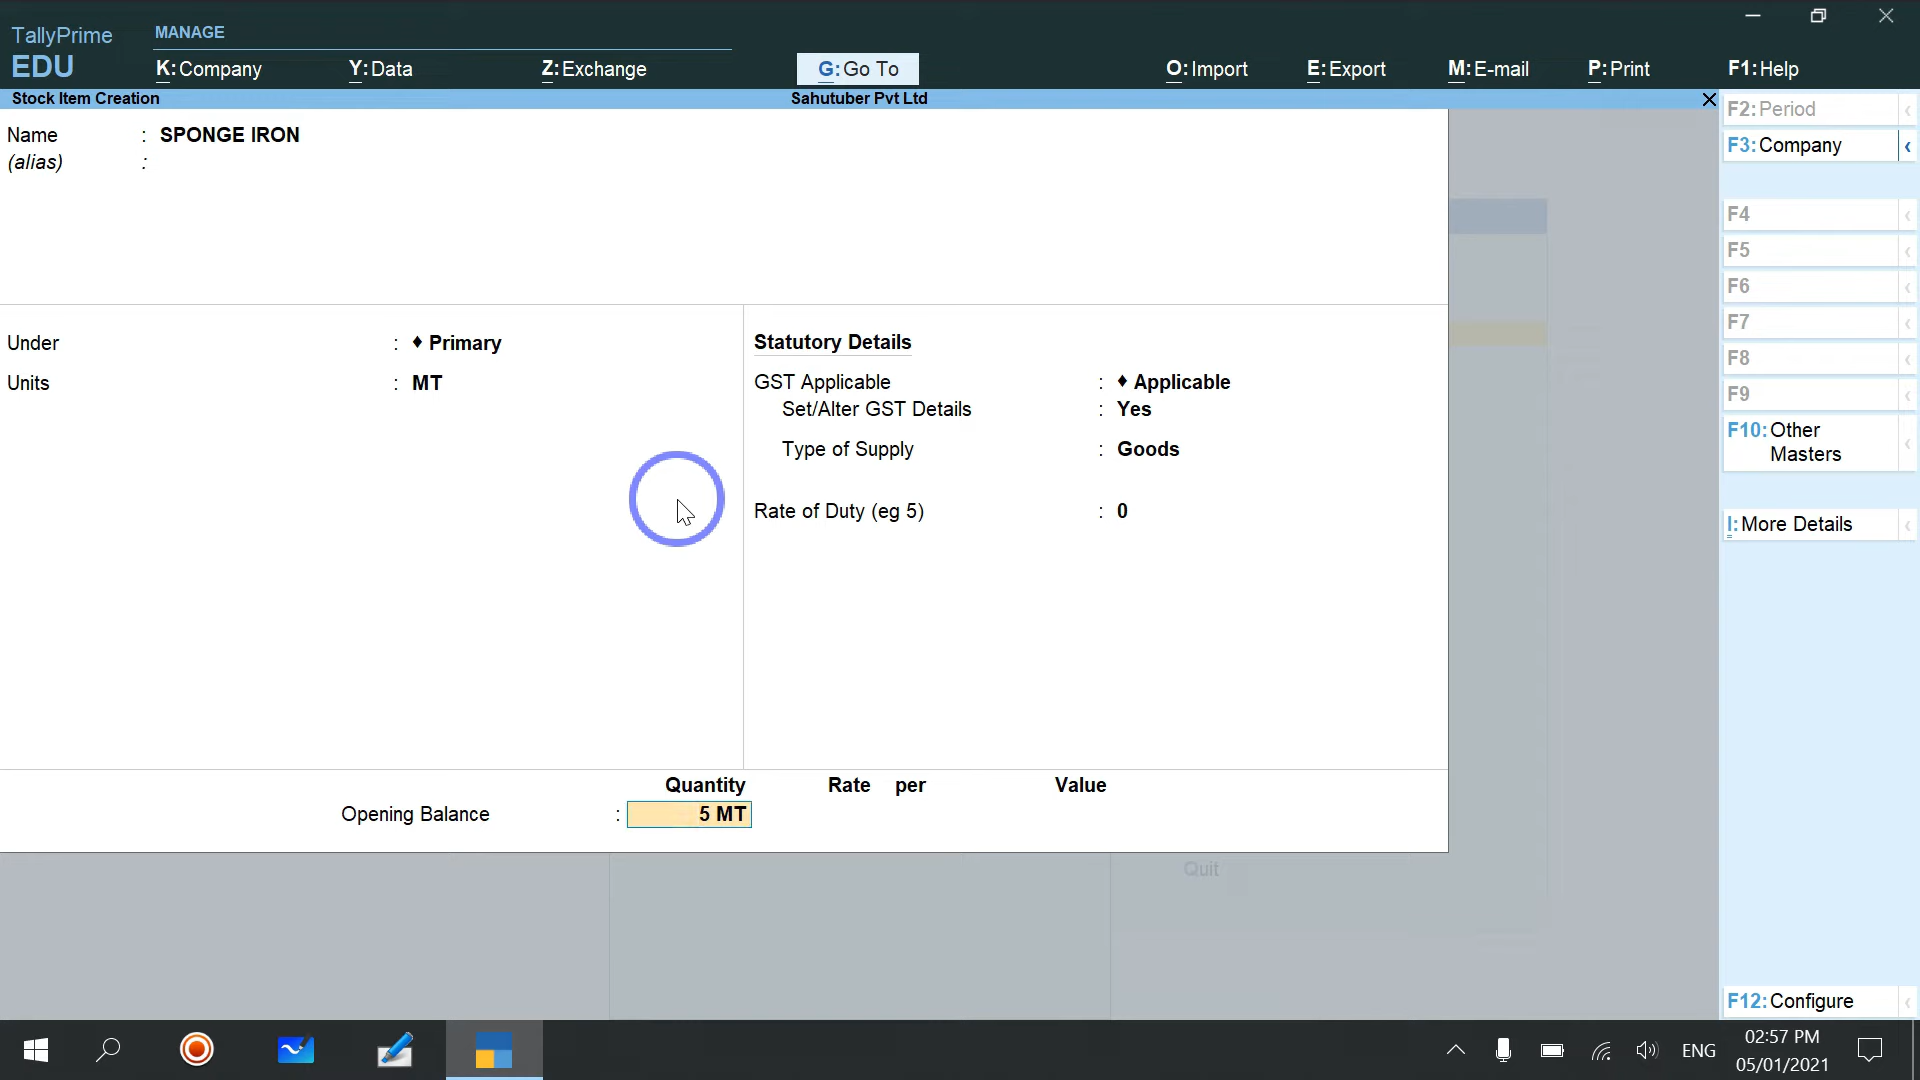 TallyPrime
EDU
MANAGE
K: Company
Y: Data
Z: Exchange
G: Go To
O: Import
E: Export
M: E-mail
P: Print
F1: Help
Stock Item Creation
Sahutuber Pvt Ltd
Name : SPONGE IRON
(alias) :
Under : ♦ Primary
Units : MT
Statutory Details
GST Applicable : ♦ Applicable
Set/Alter GST Details : Yes
Type of Supply : Goods
Rate of Duty (eg 5) : 0
Quantity Rate per Value
Opening Balance : 5 MT
Quit
F2: Period
F3: Company
F4
F5
F6
F7
F8
F9
F10: Other
Masters
I: More Details
F12: Configure
ENG
02:57 PM
05/01/2021